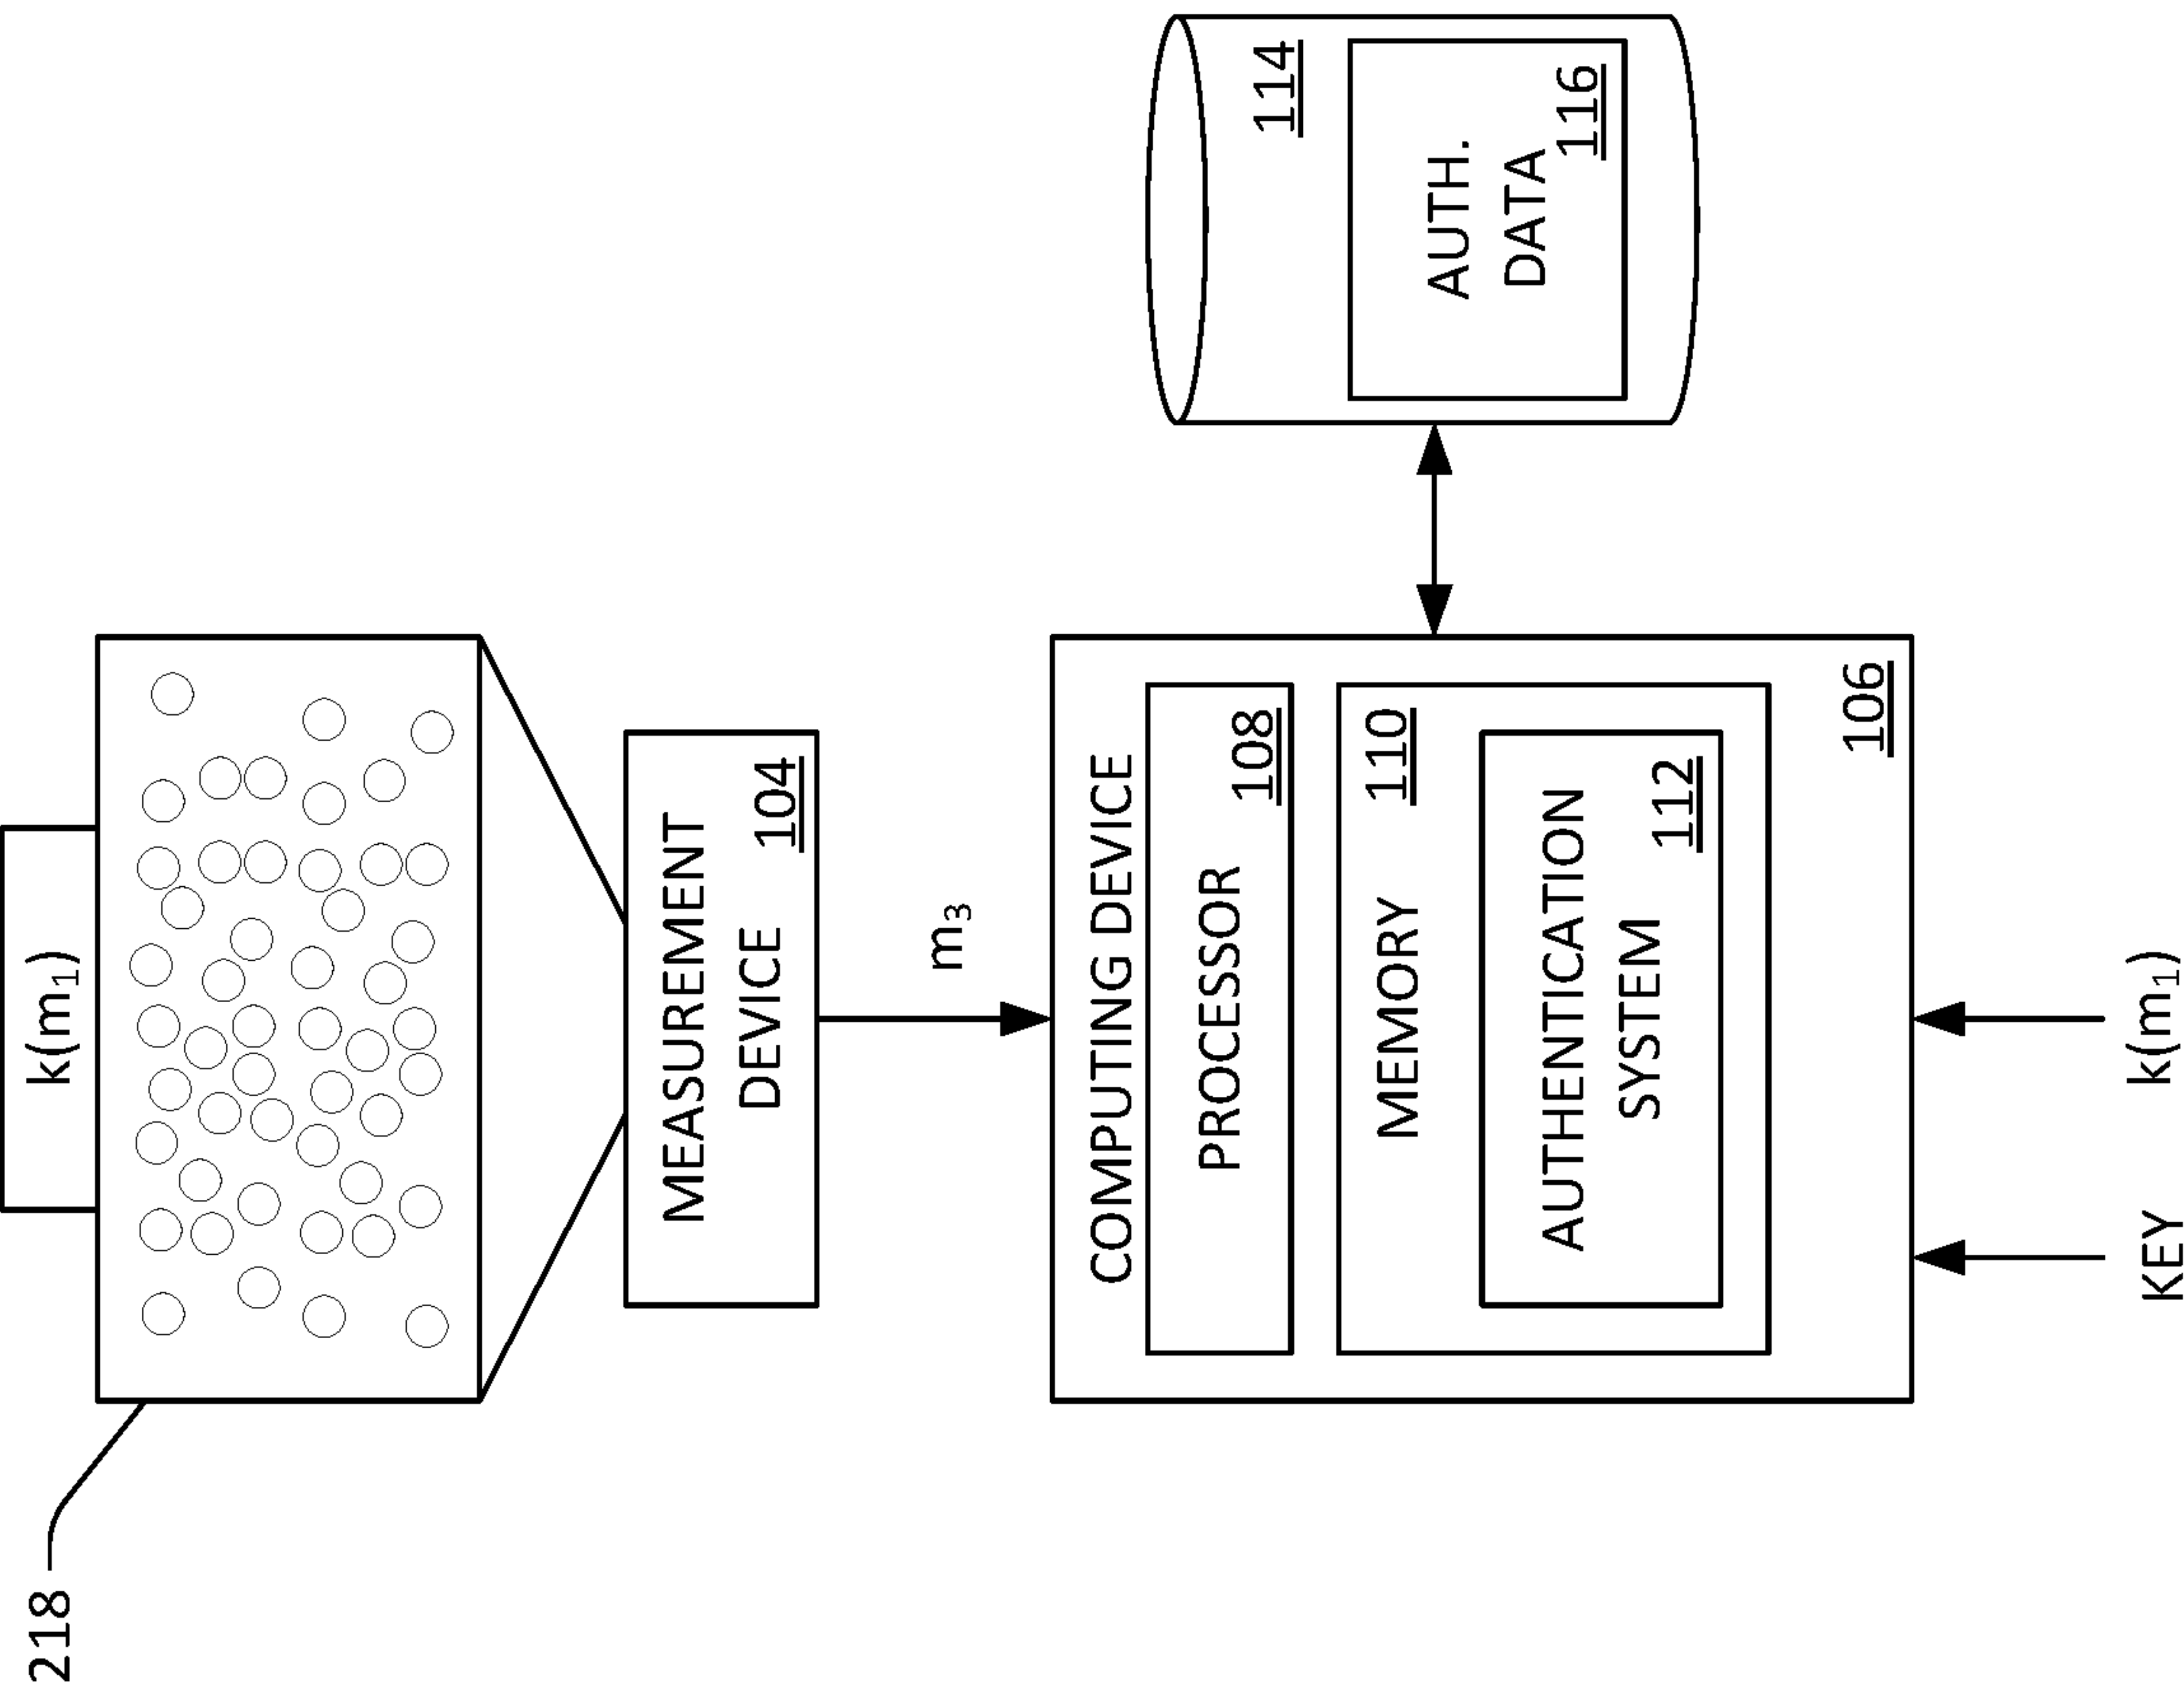 218
k(m₁)
MEASUREMENT
DEVICE
104
m₃
COMPUTING DEVICE
PROCESSOR
108
MEMORY
110
AUTHENTICATION
SYSTEM
112
106
114
AUTH.
DATA
116
KEY
k(m₁)